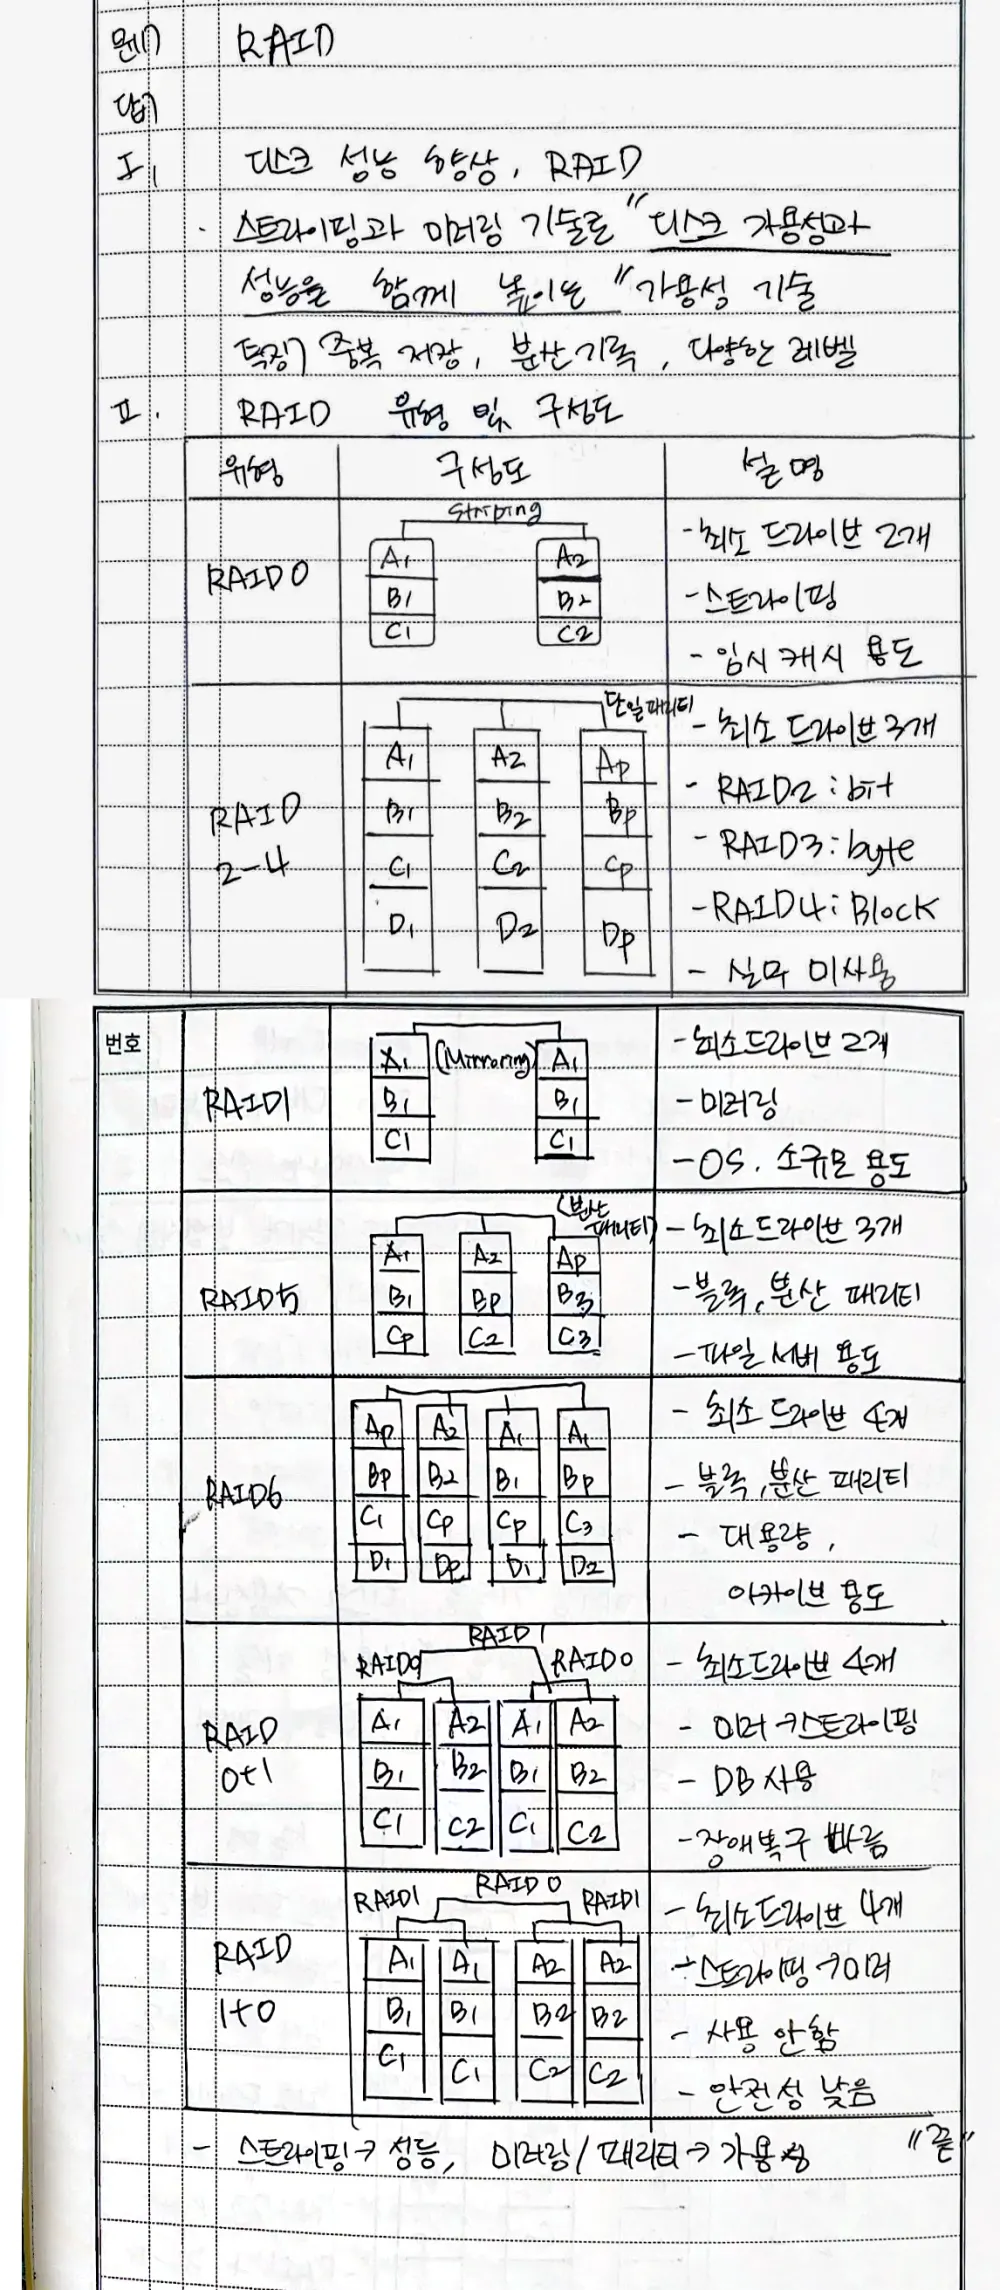 문1) RAID
답)
I. 디스크 성능 향상, RAID
- 스트라이핑과 미러링 기술로 "디스크 가용성과
성능을 함께 높이는" 가용성 기술
특징) 중복 저장, 분산기록, 다양한 레벨
II. RAID 유형 및 구성도
유형 구성도 설명
RAID0
striping
A1 A2
B1 B2
C1 C2
-최소 드라이브 2개
-스트라이핑
- 임시 캐시 용도
RAID
2-4
단일패리티
A1 A2 Ap
B1 B2 Bp
C1 C2 Cp
D1 D2 Dp
- 최소 드라이브 3개
- RAID2 : bit
- RAID3 : byte
- RAID4 : Block
- 실무 미사용
번호
RAID1
A1 (Mirroring) A1
B1 B1
C1 C1
-최소드라이브 2개
-미러링
-OS, 소규모 용도
RAID5
(분산
패리티)
A1 A2 Ap
B1 Bp B3
Cp C2 C3
- 최소 드라이브 3개
-블록, 분산 패리티
-파일 서버 용도
RAID6
Ap A2 A1 A1
Bp B2 B1 Bp
C1 Cp Cp C3
D1 Dp D1 D2
- 최소 드라이브 4개
- 블록, 분산 패리티
- 대용량,
아카이브 용도
RAID
0+1
RAID1
RAID0 RAID0
A1 A2 A1 A2
B1 B2 B1 B2
C1 C2 C1 C2
- 최소드라이브 4개
- 미러→스트라이핑
- DB 사용
-장애복구 빠름
RAID
1+0
RAID0
RAID1 RAID1
A1 A1 A2 A2
B1 B1 B2 B2
C1 C1 C2 C2
- 최소드라이브 4개
-스트라이핑→미러
- 사용 안함
- 안전성 낮음
- 스트라이핑→성능, 미러링/패리티→가용성 "끝"